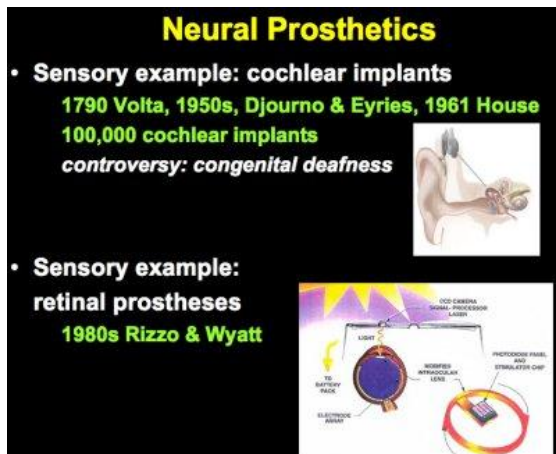 Neural Prosthetics
• Sensory example: cochlear implants
1790 Volta, 1950s, Djourno & Eyries, 1961 House
100,000 cochlear implants
controversy: congenital deafness
• Sensory example:
retinal prostheses
1980s Rizzo & Wyatt
CCD CAMERA
SIGNAL-PROCESSOR
LASER
LIGHT
TO
BATTERY
PACK
MODIFIED
INTRAOCULAR
LENS
PHOTODIODE PANEL
AND
STIMULATOR CHIP
ELECTRODE
ARRAY